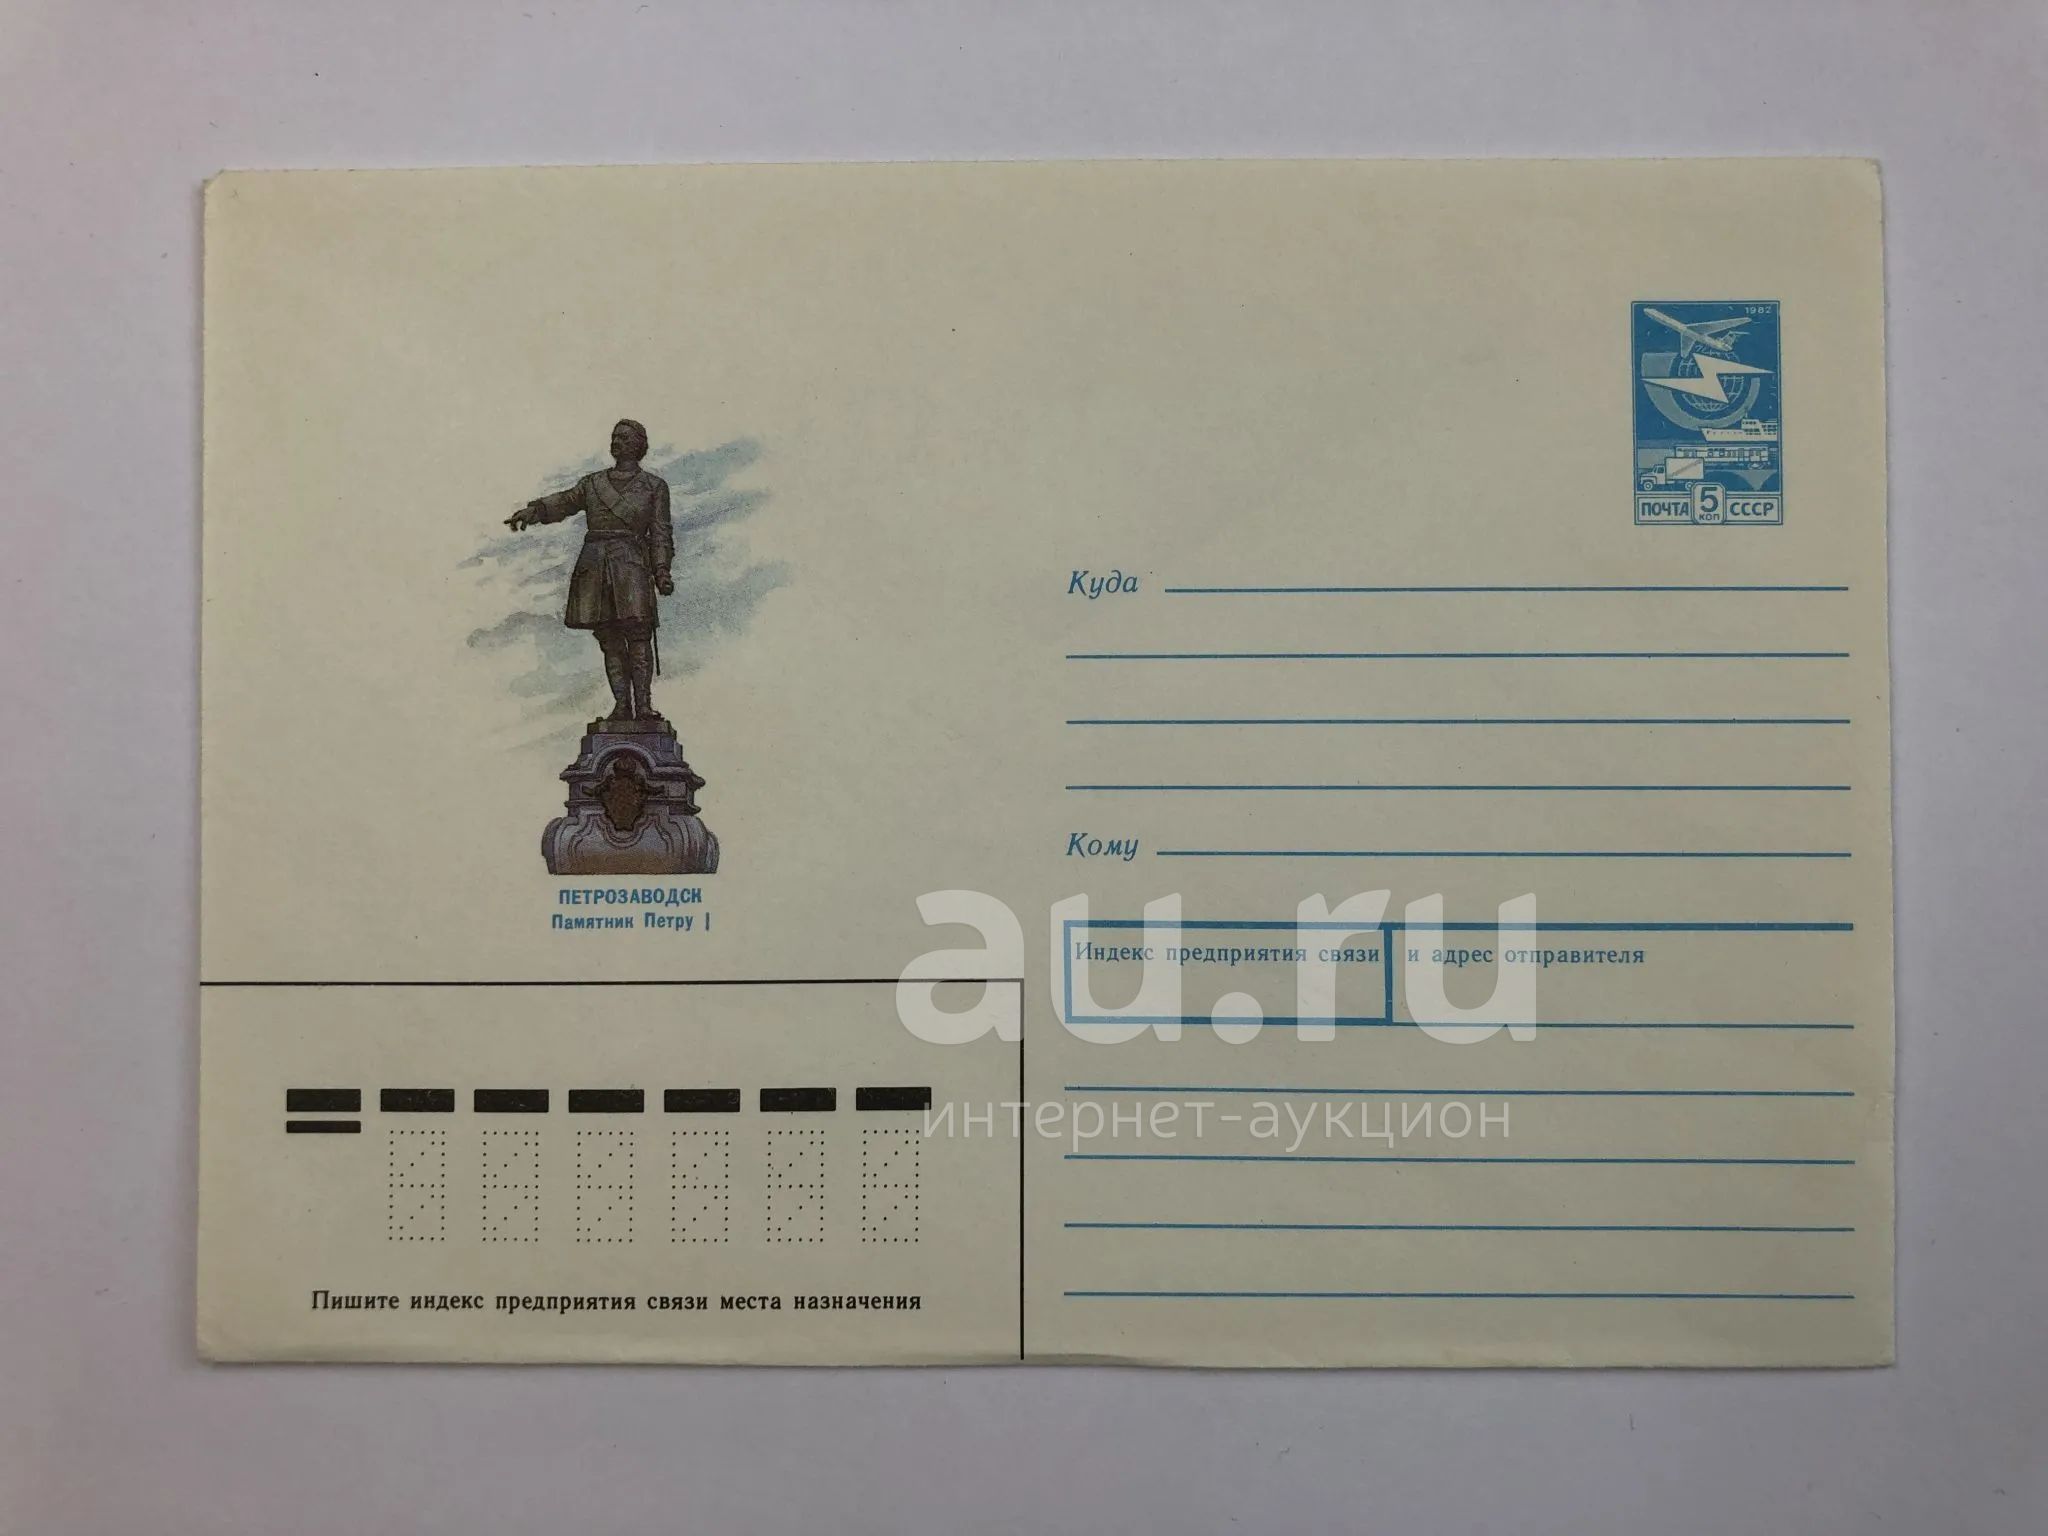 1982
ПОЧТА 5 КОП СССР
ПЕТРОЗАВОДСК
Памятник Петру I
Куда
Кому
Индекс предприятия связи и адрес отправителя
au.ru
интернет-аукцион
Пишите индекс предприятия связи места назначения